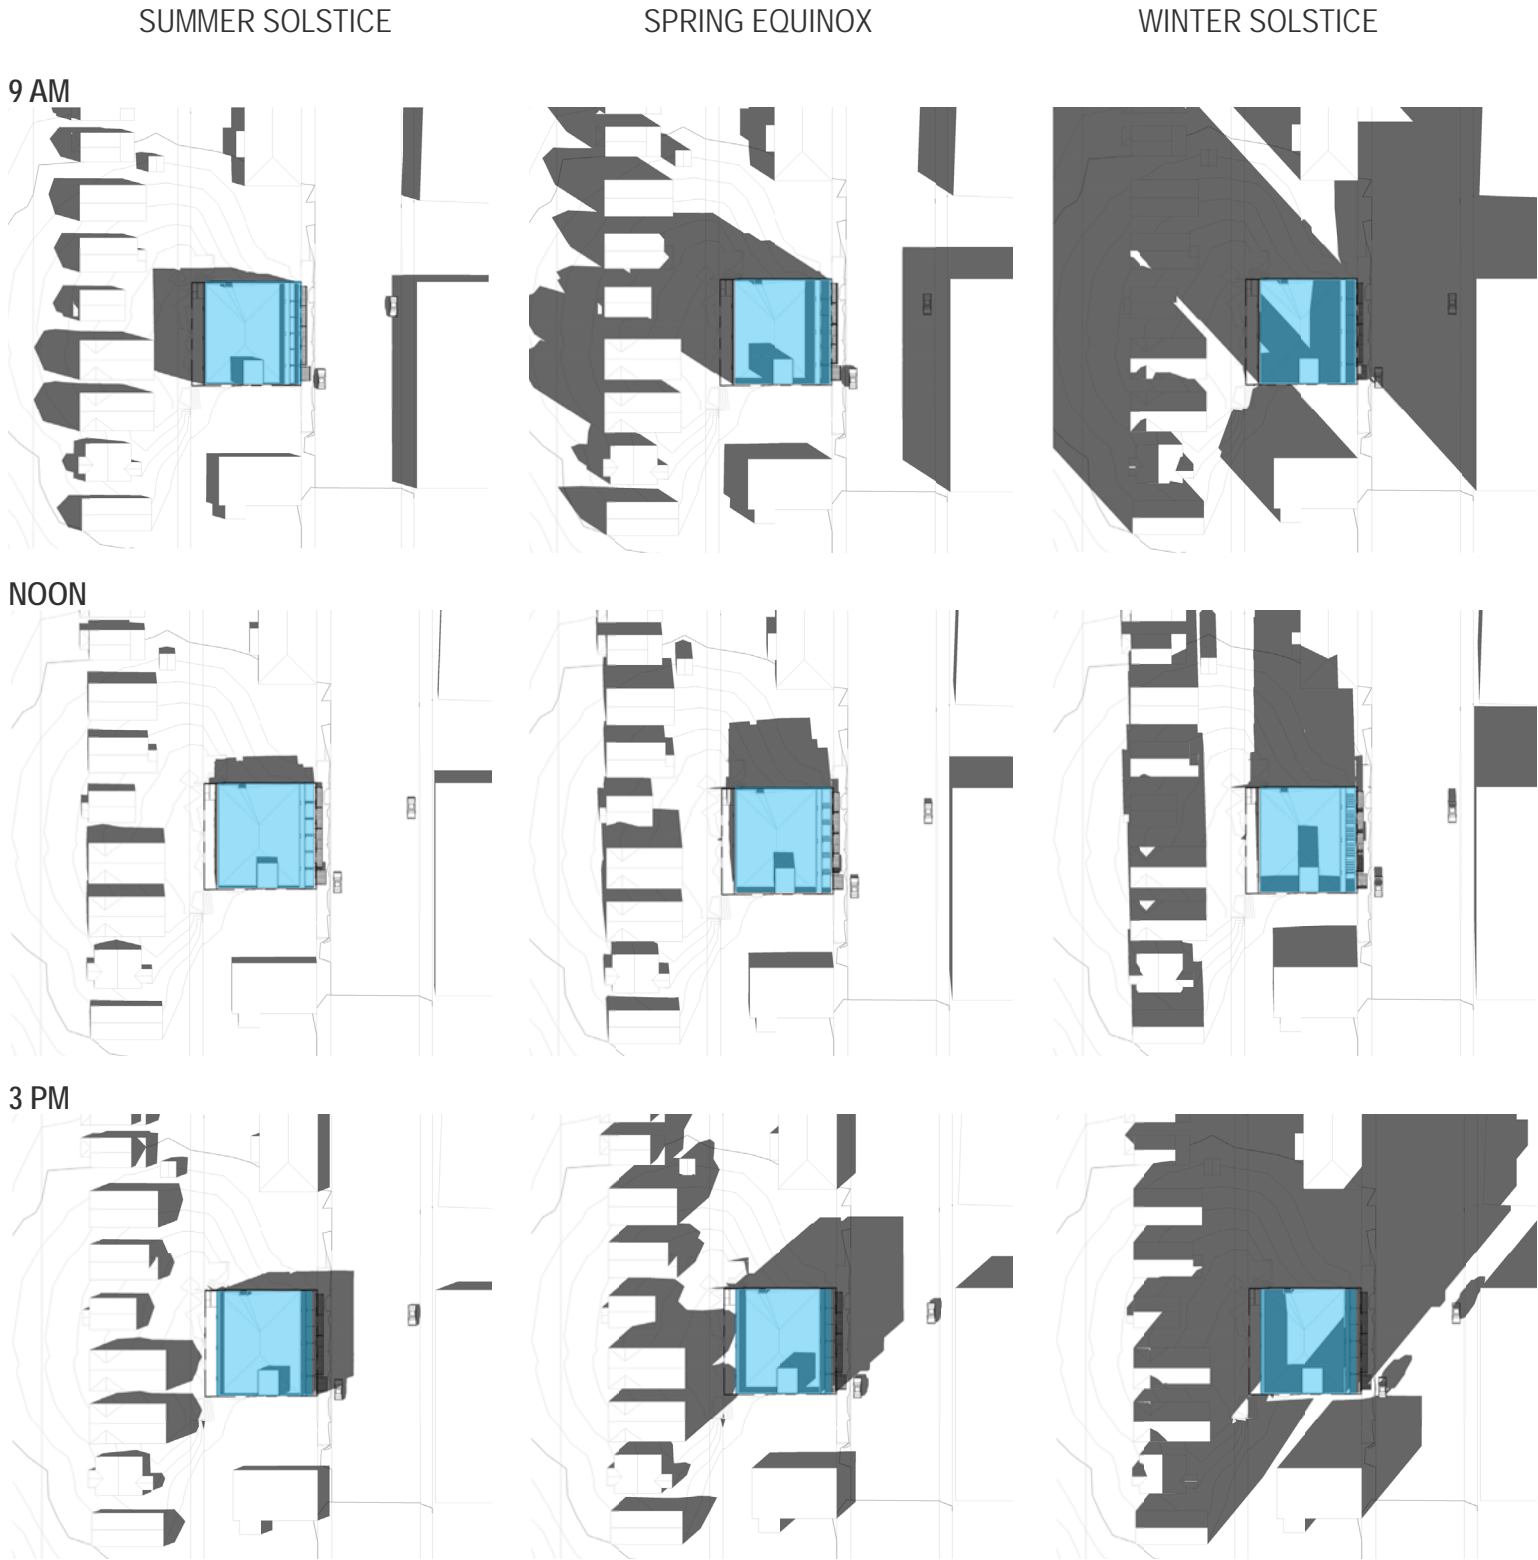 SUMMER SOLSTICE
SPRING EQUINOX
WINTER SOLSTICE
9 AM
NOON
3 PM